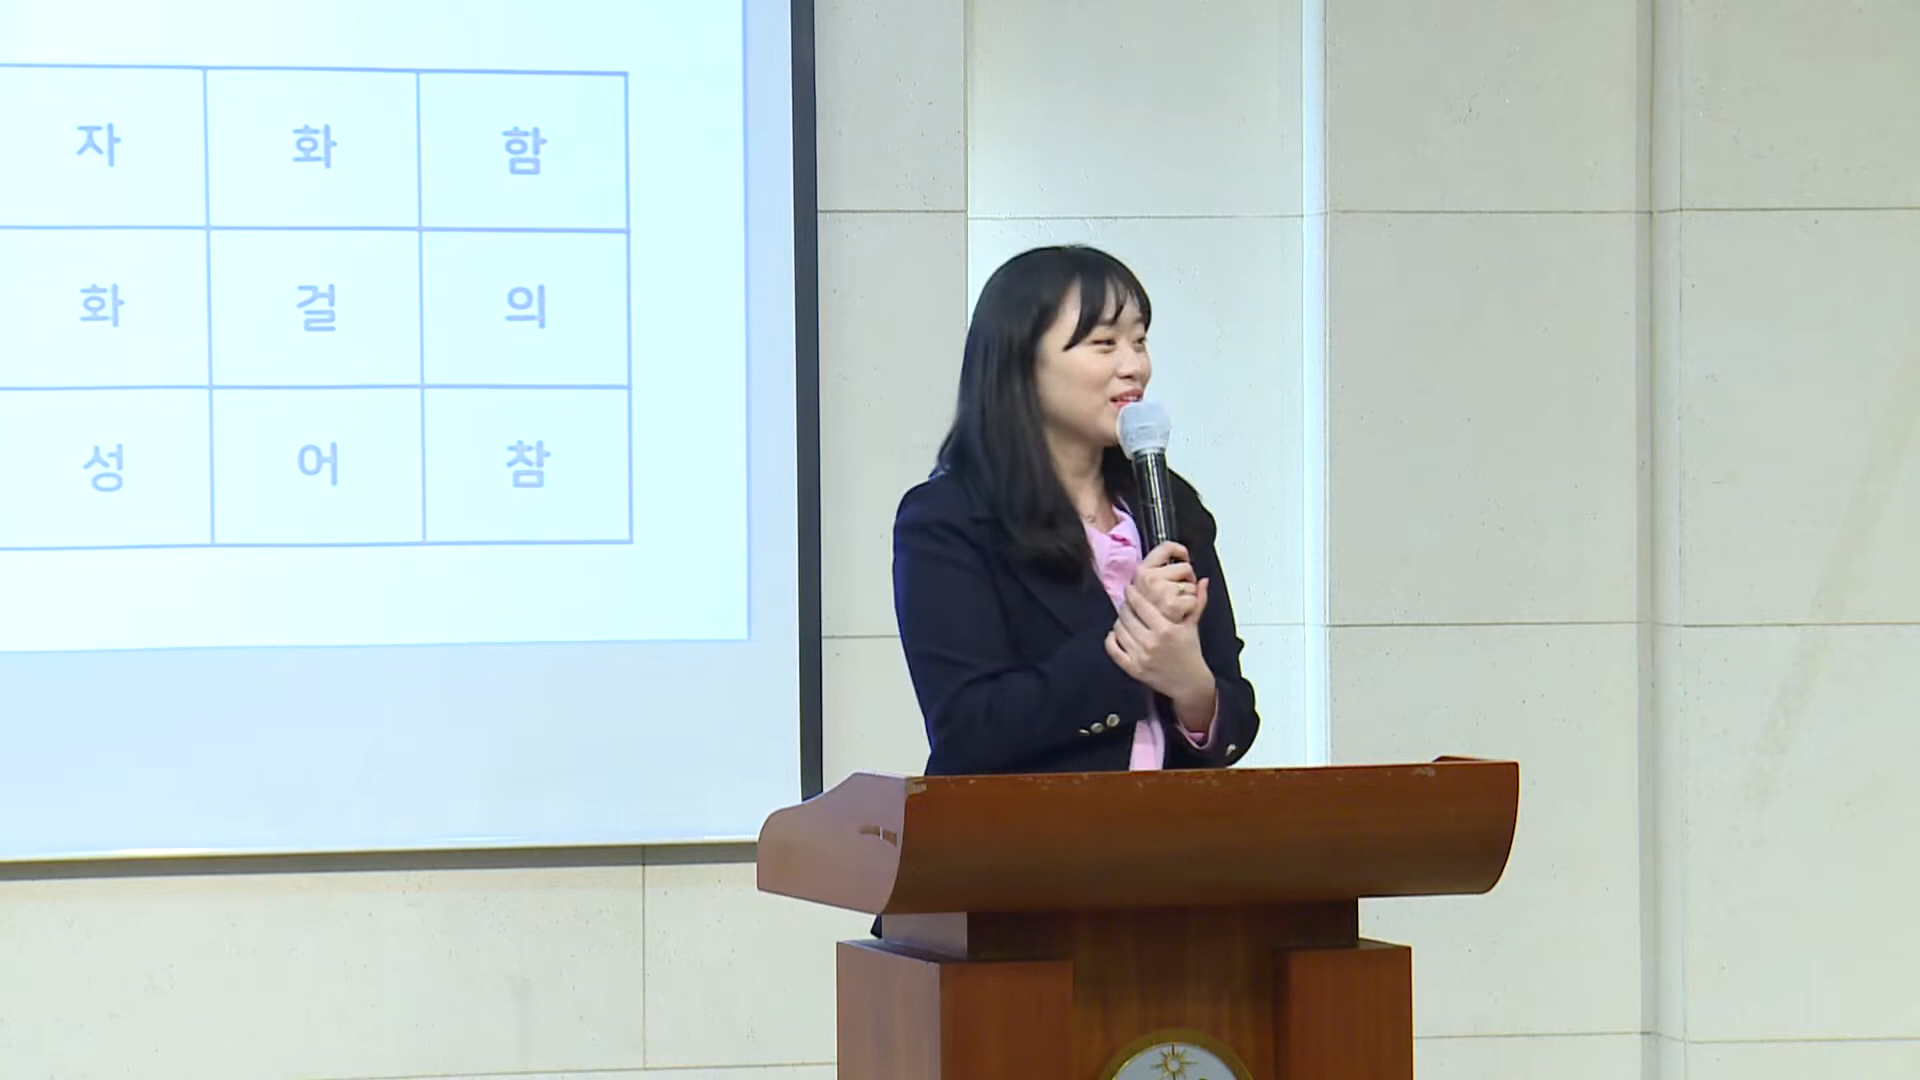 자 화 함
화 걸 의
성 어 참